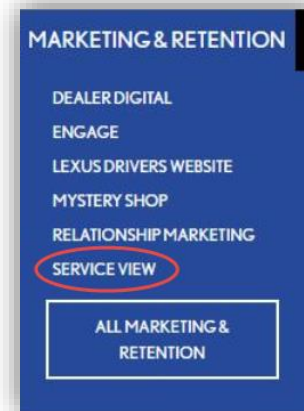 MARKETING & RETENTION
DEALER DIGITAL
ENGAGE
LEXUS DRIVERS WEBSITE
MYSTERY SHOP
RELATIONSHIP MARKETING
SERVICE VIEW
ALL MARKETING &
RETENTION